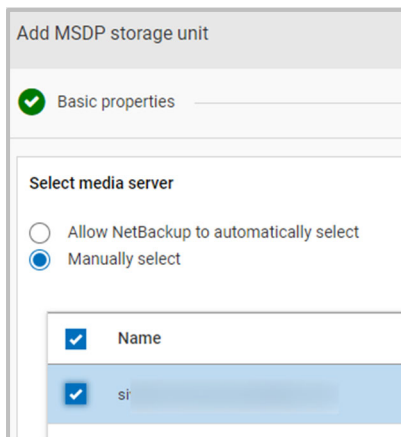 Add MSDP storage unit
Basic properties
Select media server
Allow NetBackup to automatically select
Manually select
Name